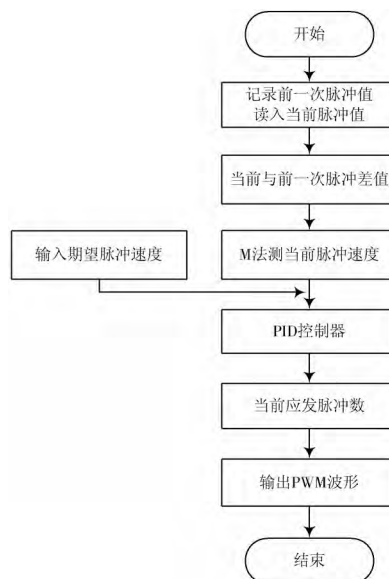 开始
记录前一次脉冲值
读入当前脉冲值
当前与前一次脉冲差值
输入期望脉冲速度
M法测当前脉冲速度
PID控制器
当前应发脉冲数
输出PWM波形
结束